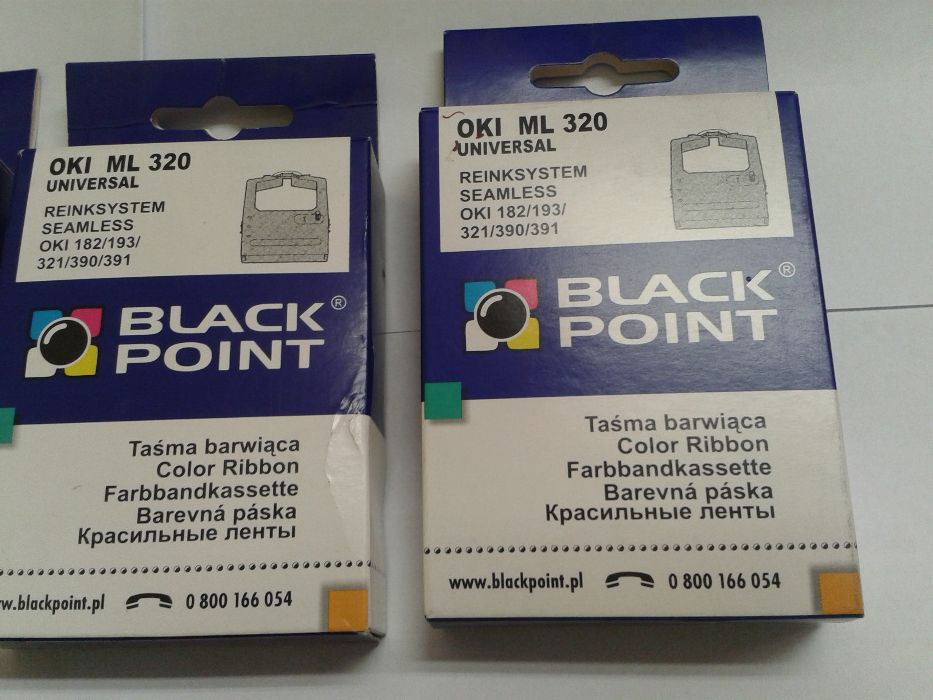 OKI ML 320
UNIVERSAL
REINKSYSTEM
SEAMLESS
OKI 182/193/
321/390/391
BLACK®
POINT
Taśma barwiąca
Color Ribbon
Farbbandkassette
Barevná páska
Красильные ленты
w.blackpoint.pl 0 800 166 054
OKI ML 320
UNIVERSAL
REINKSYSTEM
SEAMLESS
OKI 182/193/
321/390/391
BLACK®
POINT
Taśma barwiąca
Color Ribbon
Farbbandkassette
Barevná páska
Красильные ленты
www.blackpoint.pl 0 800 166 054